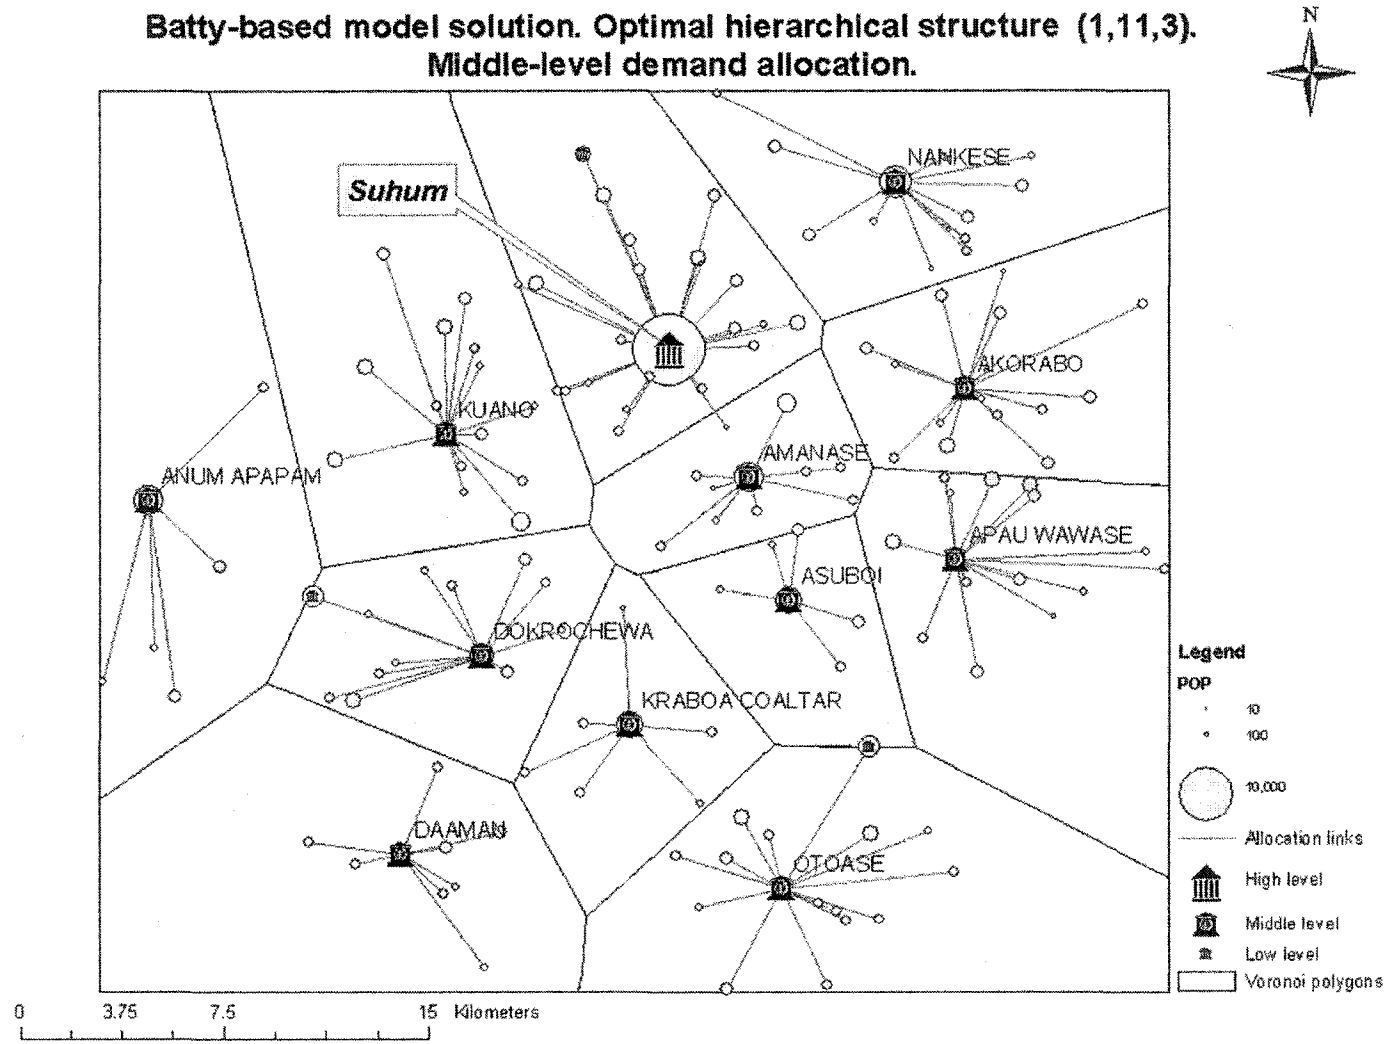 Batty-based model solution. Optimal hierarchical structure (1,11,3).
Middle-level demand allocation.
N
NANKESE
Suhum
AKORABO
KUANO
AMANASE
ANUM APAPAM
APAU WAWASE
ASUBOI
DOKROCHEWA
KRABOA COALTAR
DAAMAN
OTOASE
Legend
POP
10
100
10,000
Allocation links
High level
Middle level
Low level
Voronoi polygons
0 3.75 7.5 15 Kilometers